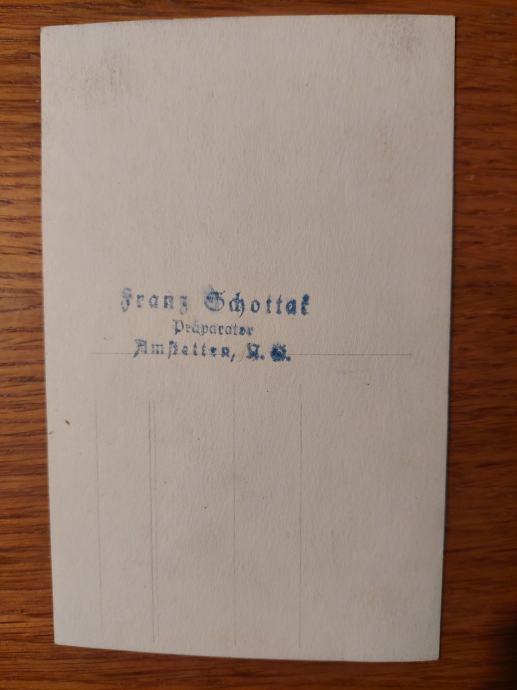 Franz Schottak
Präparator
Amstetten, N. Ö.